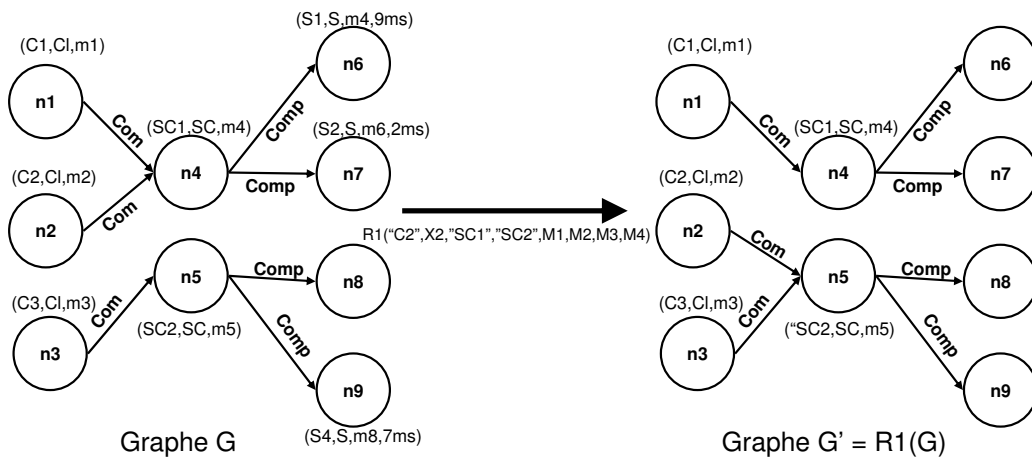 (S1,S,m4,9ms)
(C1,Cl,m1)
n6
n1
Com
(SC1,SC,m4)
Comp
(S2,S,m6,2ms)
n4
n7
(C2,Cl,m2)
Com
Comp
n2
n5
Comp
n8
(C3,Cl,m3)
Com
(SC2,SC,m5)
Comp
n3
n9
(S4,S,m8,7ms)
Graphe G
R1(“C2”,X2,”SC1”,”SC2”,M1,M2,M3,M4)
(C1,Cl,m1)
n6
n1
Com
(SC1,SC,m4)
Comp
n4
n7
Comp
(C2,Cl,m2)
n2
Com
n5
Comp
n8
(C3,Cl,m3)
Com
(“SC2,SC,m5)
Comp
n3
n9
Graphe G’ = R1(G)